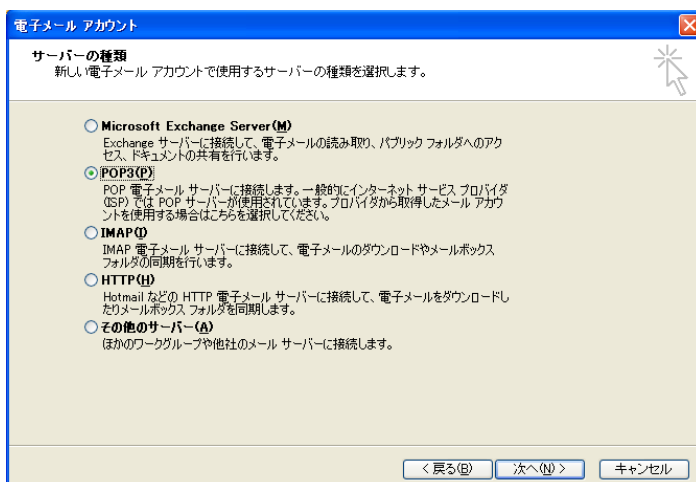 電子メール アカウント
サーバーの種類
新しい電子メール アカウントで使用するサーバーの種類を選択します。
Microsoft Exchange Server(M)
Exchange サーバーに接続して、電子メールの読み取り、パブリック フォルダへのアク
セス、ドキュメントの共有を行います。
POP3(P)
POP 電子メール サーバーに接続します。一般的にインターネット サービス プロバイダ
(ISP) では POP サーバーが使用されています。プロバイダから取得したメール アカウ
ントを使用する場合はこちらを選択してください。
IMAP(I)
IMAP 電子メール サーバーに接続して、電子メールのダウンロードやメールボックス
フォルダの同期を行います。
HTTP(H)
Hotmail などの HTTP 電子メール サーバーに接続して、電子メールをダウンロードし
たりメールボックス フォルダを同期します。
その他のサーバー(A)
ほかのワークグループや他社のメール サーバーに接続します。
< 戻る(B) 次へ(N) > キャンセル